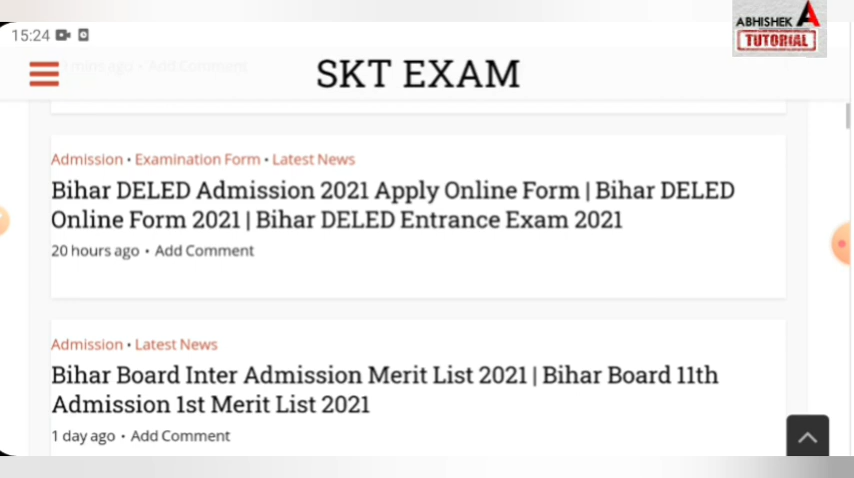 ABHISHEK A
TUTORIAL
15:24
mins ago • Add Comment
SKT EXAM
Admission • Examination Form • Latest News
Bihar DELED Admission 2021 Apply Online Form | Bihar DELED
Online Form 2021 | Bihar DELED Entrance Exam 2021
20 hours ago • Add Comment
Admission • Latest News
Bihar Board Inter Admission Merit List 2021 | Bihar Board 11th
Admission 1st Merit List 2021
1 day ago • Add Comment